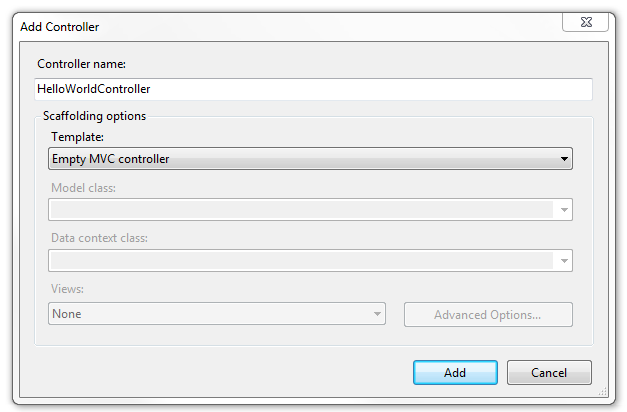 Add Controller
Controller name:
HelloWorldController
Scaffolding options
Template:
Empty MVC controller
Model class:
Data context class:
Views:
None
Advanced Options...
Add
Cancel